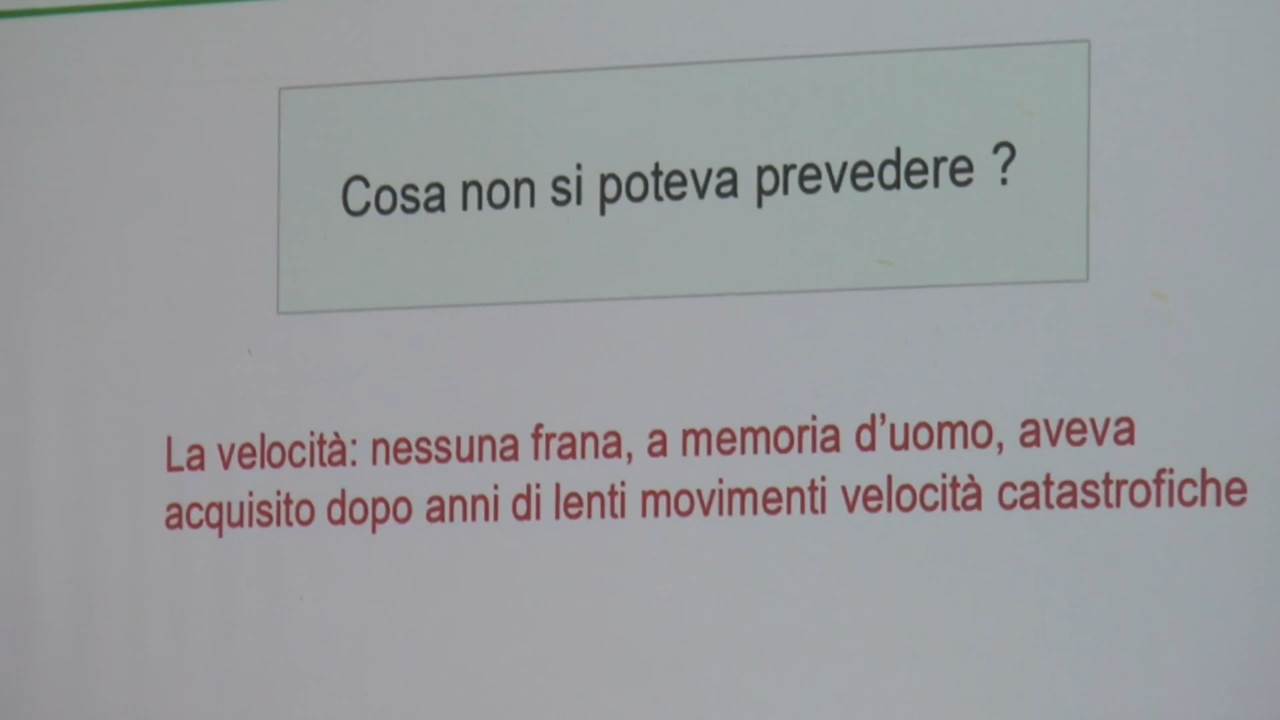 Cosa non si poteva prevedere ?
La velocità: nessuna frana, a memoria d’uomo, aveva
acquisito dopo anni di lenti movimenti velocità catastrofiche